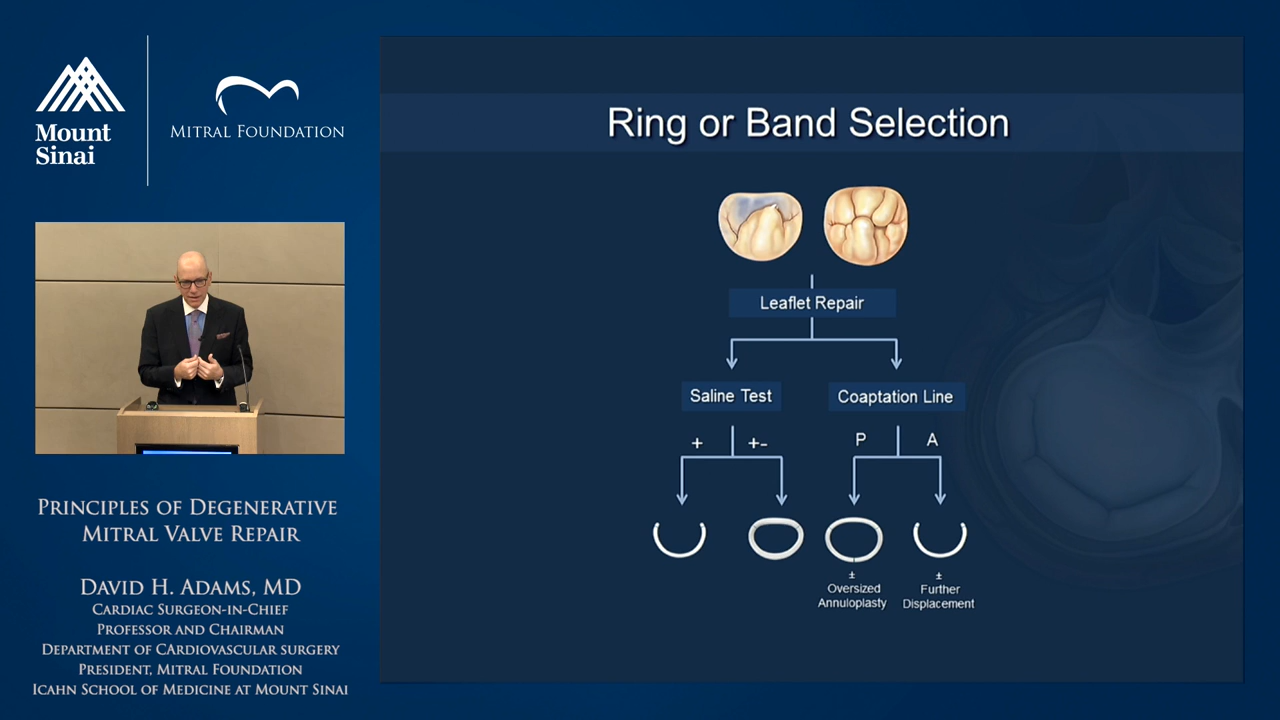 Mount
Sinai
MITRAL FOUNDATION
PRINCIPLES OF DEGENERATIVE
MITRAL VALVE REPAIR
DAVID H. ADAMS, MD
CARDIAC SURGEON-IN-CHIEF
PROFESSOR AND CHAIRMAN
DEPARTMENT OF CARDIOVASCULAR SURGERY
PRESIDENT, MITRAL FOUNDATION
ICAHN SCHOOL OF MEDICINE AT MOUNT SINAI
Ring or Band Selection
Leaflet Repair
Saline Test
Coaptation Line
+ +-
P A
±
Oversized
Annuloplasty
±
Further
Displacement